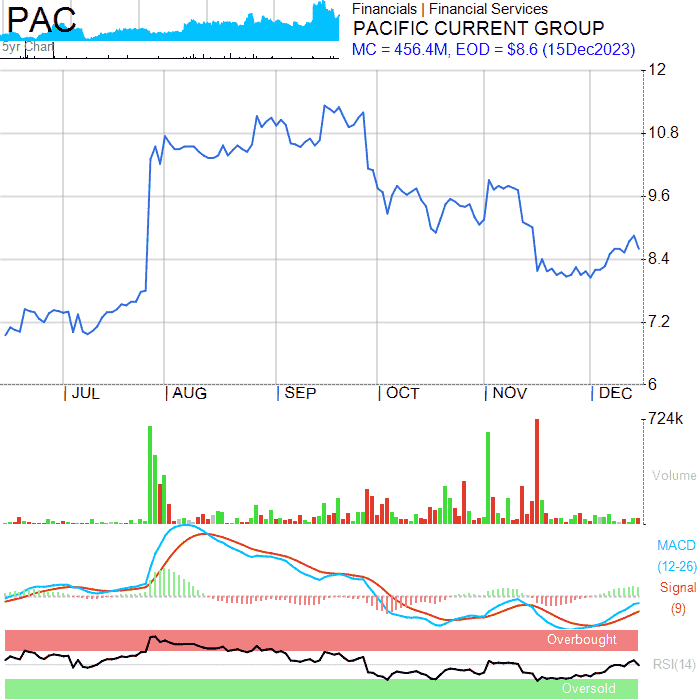 PAC
5yr Chart
Financials | Financial Services
PACIFIC CURRENT GROUP
MC = 456.4M, EOD = $8.6 (15Dec2023)
12
10.8
9.6
8.4
7.2
6
JUL
AUG
SEP
OCT
NOV
DEC
724k
Volume
MACD
(12-26)
Signal
(9)
Overbought
RSI(14)
Oversold